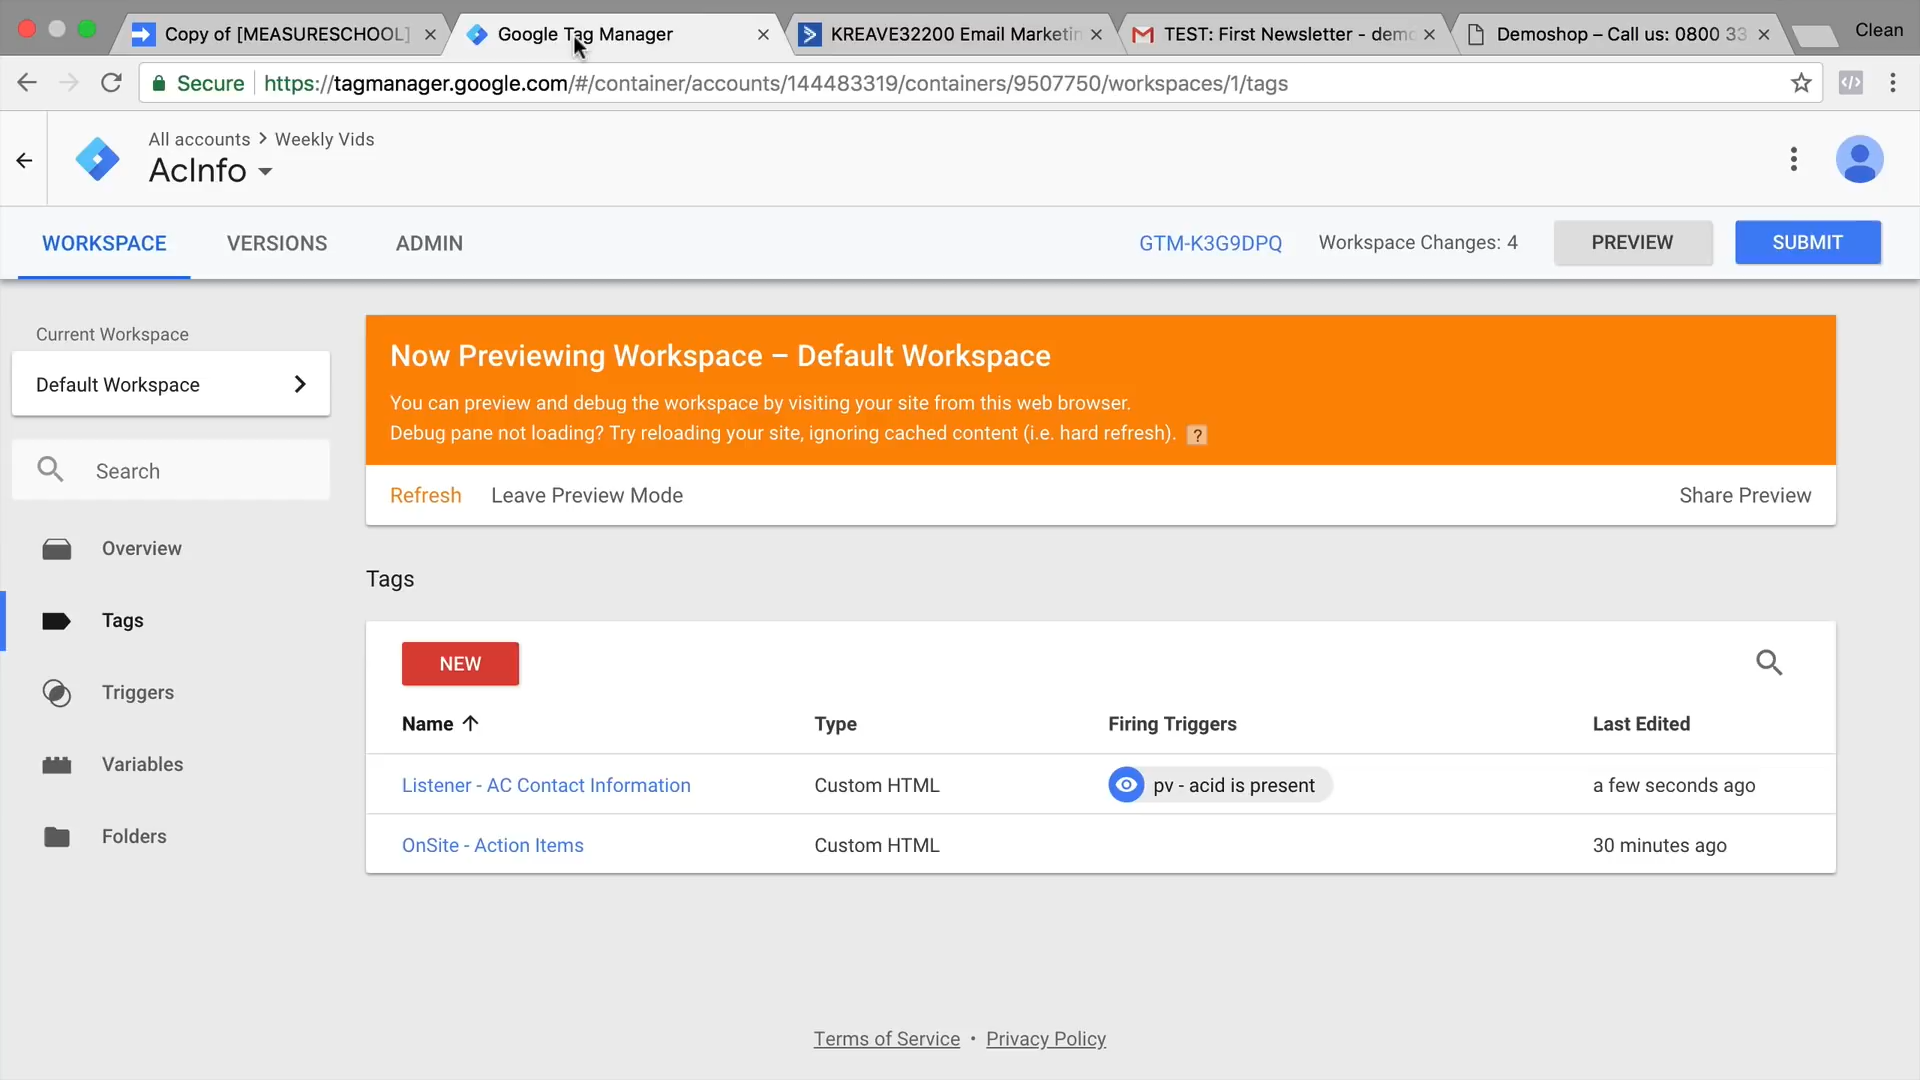 Copy of [MEASURESCHOOL]
Google Tag Manager
KREAVE32200 Email Marketin
TEST: First Newsletter - demo
Demoshop – Call us: 0800 33
Clean
Secure
https://tagmanager.google.com/#/container/accounts/144483319/containers/9507750/workspaces/1/tags
All accounts > Weekly Vids
AcInfo
WORKSPACE
VERSIONS
ADMIN
GTM-K3G9DPQ
Workspace Changes: 4
PREVIEW
SUBMIT
Current Workspace
Default Workspace
Search
Overview
Tags
Triggers
Variables
Folders
Now Previewing Workspace – Default Workspace
You can preview and debug the workspace by visiting your site from this web browser.
Debug pane not loading? Try reloading your site, ignoring cached content (i.e. hard refresh). ?
Refresh
Leave Preview Mode
Share Preview
Tags
NEW
Name
Type
Firing Triggers
Last Edited
Listener - AC Contact Information
Custom HTML
pv - acid is present
a few seconds ago
OnSite - Action Items
Custom HTML
30 minutes ago
Terms of Service • Privacy Policy